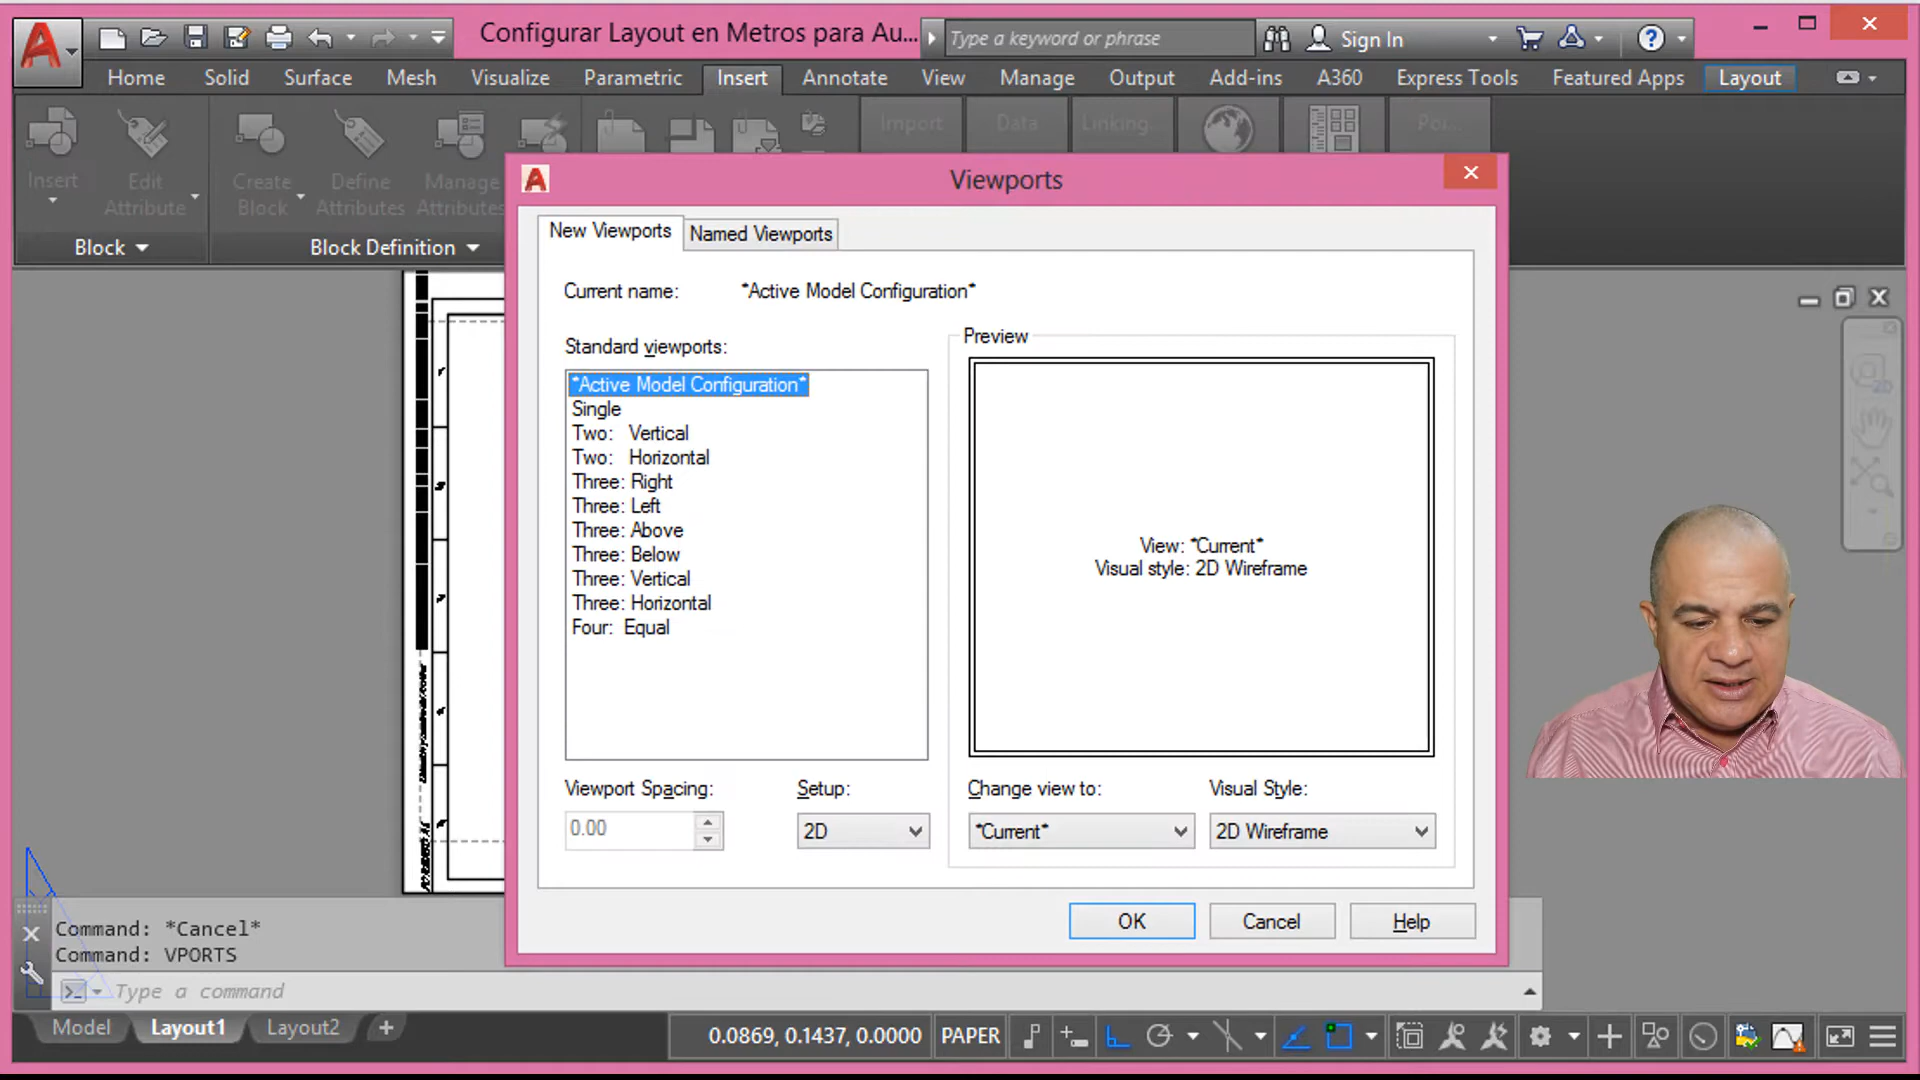 Configurar Layout en Metros para Au...
Type a keyword or phrase
Sign In
Home
Solid
Surface
Mesh
Visualize
Parametric
Insert
Annotate
View
Manage
Output
Add-ins
A360
Express Tools
Featured Apps
Layout
Import
Data
Linking...
Poi...
Insert
Edit
Attribute
Create
Block
Define
Attributes
Manage
Attributes
Block
Block Definition
Viewports
New Viewports
Named Viewports
Current name:
*Active Model Configuration*
Standard viewports:
Preview
*Active Model Configuration*
Single
Two: Vertical
Two: Horizontal
Three: Right
Three: Left
Three: Above
Three: Below
Three: Vertical
Three: Horizontal
Four: Equal
View: *Current*
Visual style: 2D Wireframe
Viewport Spacing:
Setup:
Change view to:
Visual Style:
0.00
2D
*Current*
2D Wireframe
OK
Cancel
Help
Command: *Cancel*
Command: VPORTS
Type a command
Model
Layout1
Layout2
0.0869, 0.1437, 0.0000
PAPER